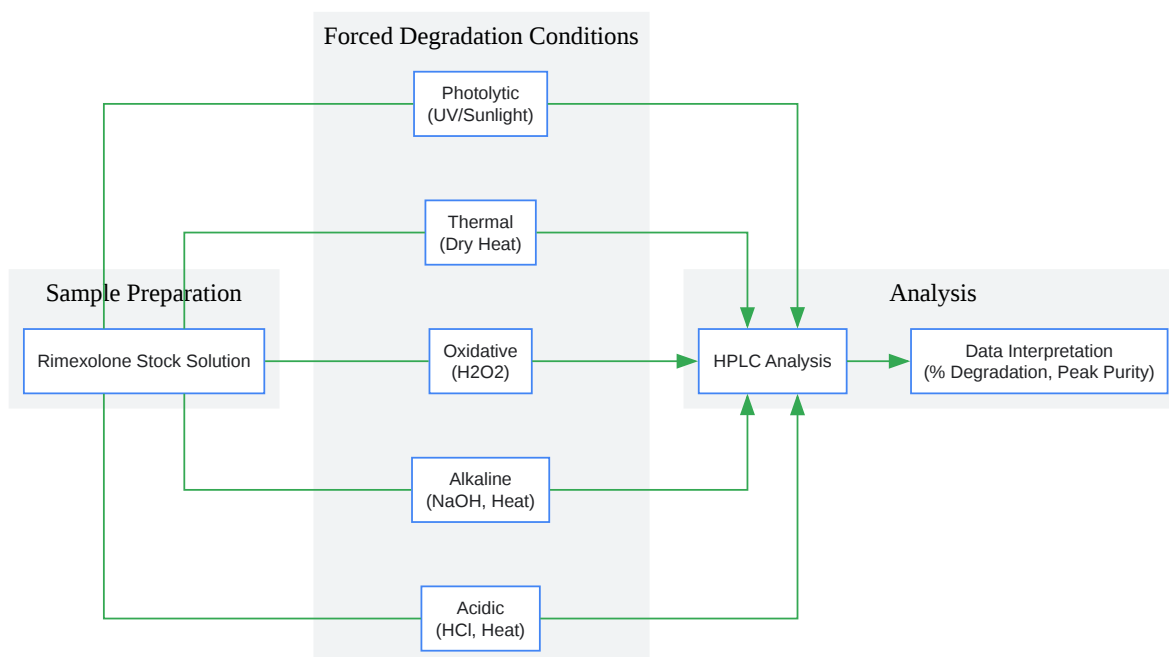 Forced Degradation Conditions
Photolytic
(UV/Sunlight)
Thermal
(Dry Heat)
Sample Preparation
Analysis
Rimexolone Stock Solution
Oxidative
(H2O2)
HPLC Analysis
Data Interpretation
(% Degradation, Peak Purity)
Alkaline
(NaOH, Heat)
Acidic
(HCl, Heat)